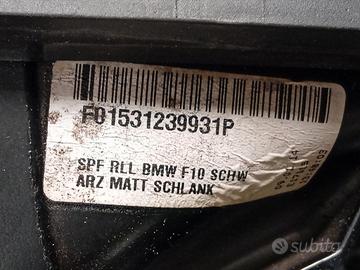 F01531239931P
SPF RLL BMW F10 SCHW
ARZ MATT SCHLANK
subito